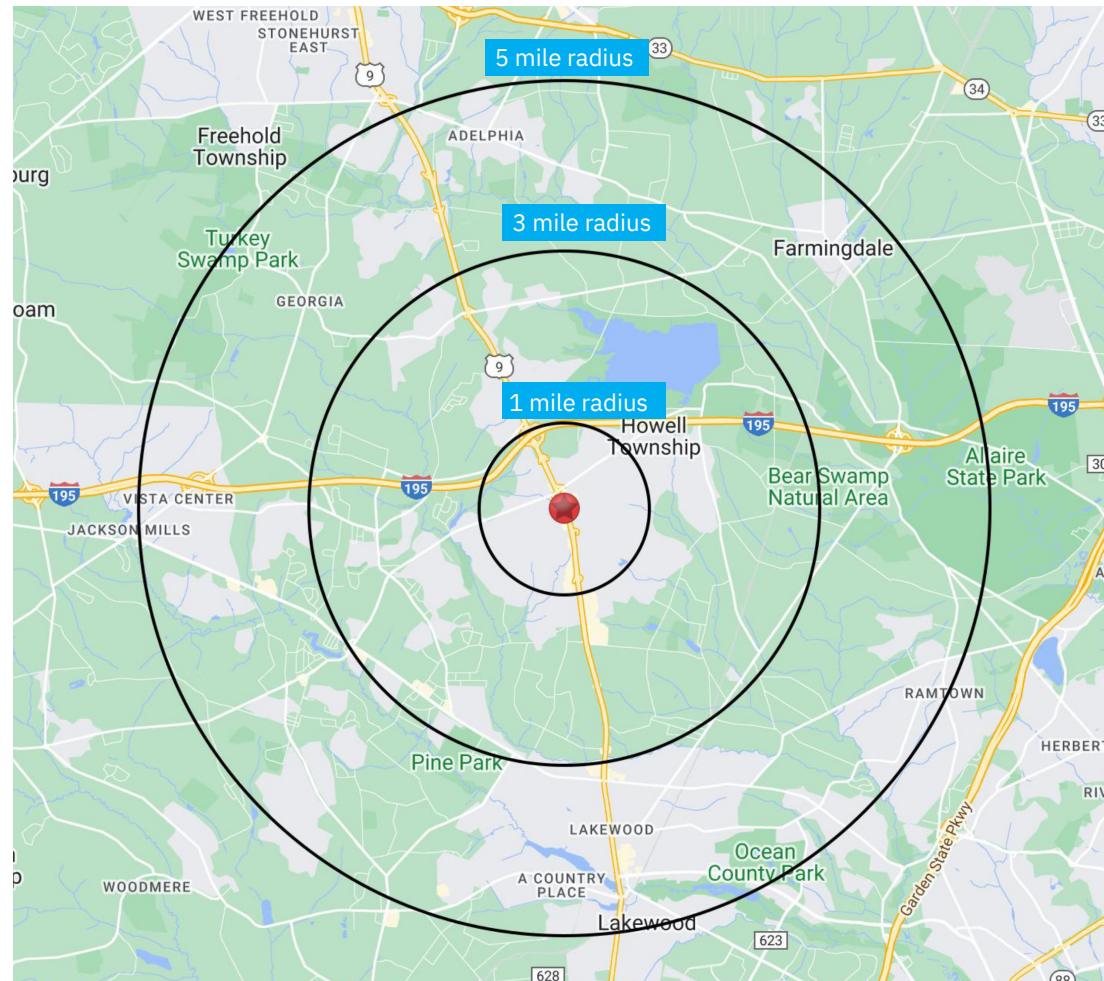 WEST FREEHOLD
STONEHURST
EAST
33
5 mile radius
9
34
33
ADELPHIA
Freehold
Township
burg
3 mile radius
Turkey
Swamp Park
Farmingdale
GEORGIA
oam
9
1 mile radius
195
195
Howell
Township
Allaire
State Park
30
Bear Swamp
Natural Area
195
195
VISTA CENTER
JACKSON MILLS
A
RAMTOWN
HERBERT
Pine Park
RIV
LAKEWOOD
Garden State Pkwy
Ocean
County Park
p
A COUNTRY
PLACE
WOODMERE
Lakewood
623
628
88